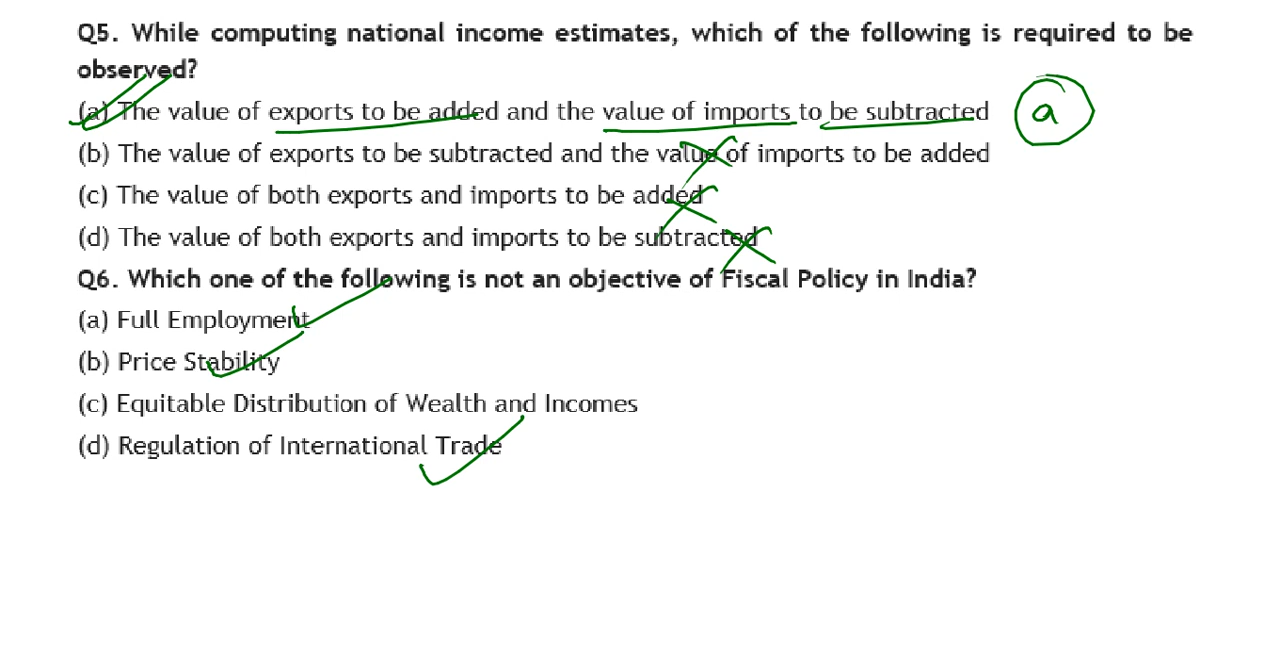 Q5. While computing national income estimates, which of the following is required to be
observed?
(a) The value of exports to be added and the value of imports to be subtracted a
(b) The value of exports to be subtracted and the value of imports to be added
(c) The value of both exports and imports to be added
(d) The value of both exports and imports to be subtracted
Q6. Which one of the following is not an objective of Fiscal Policy in India?
(a) Full Employment
(b) Price Stability
(c) Equitable Distribution of Wealth and Incomes
(d) Regulation of International Trade